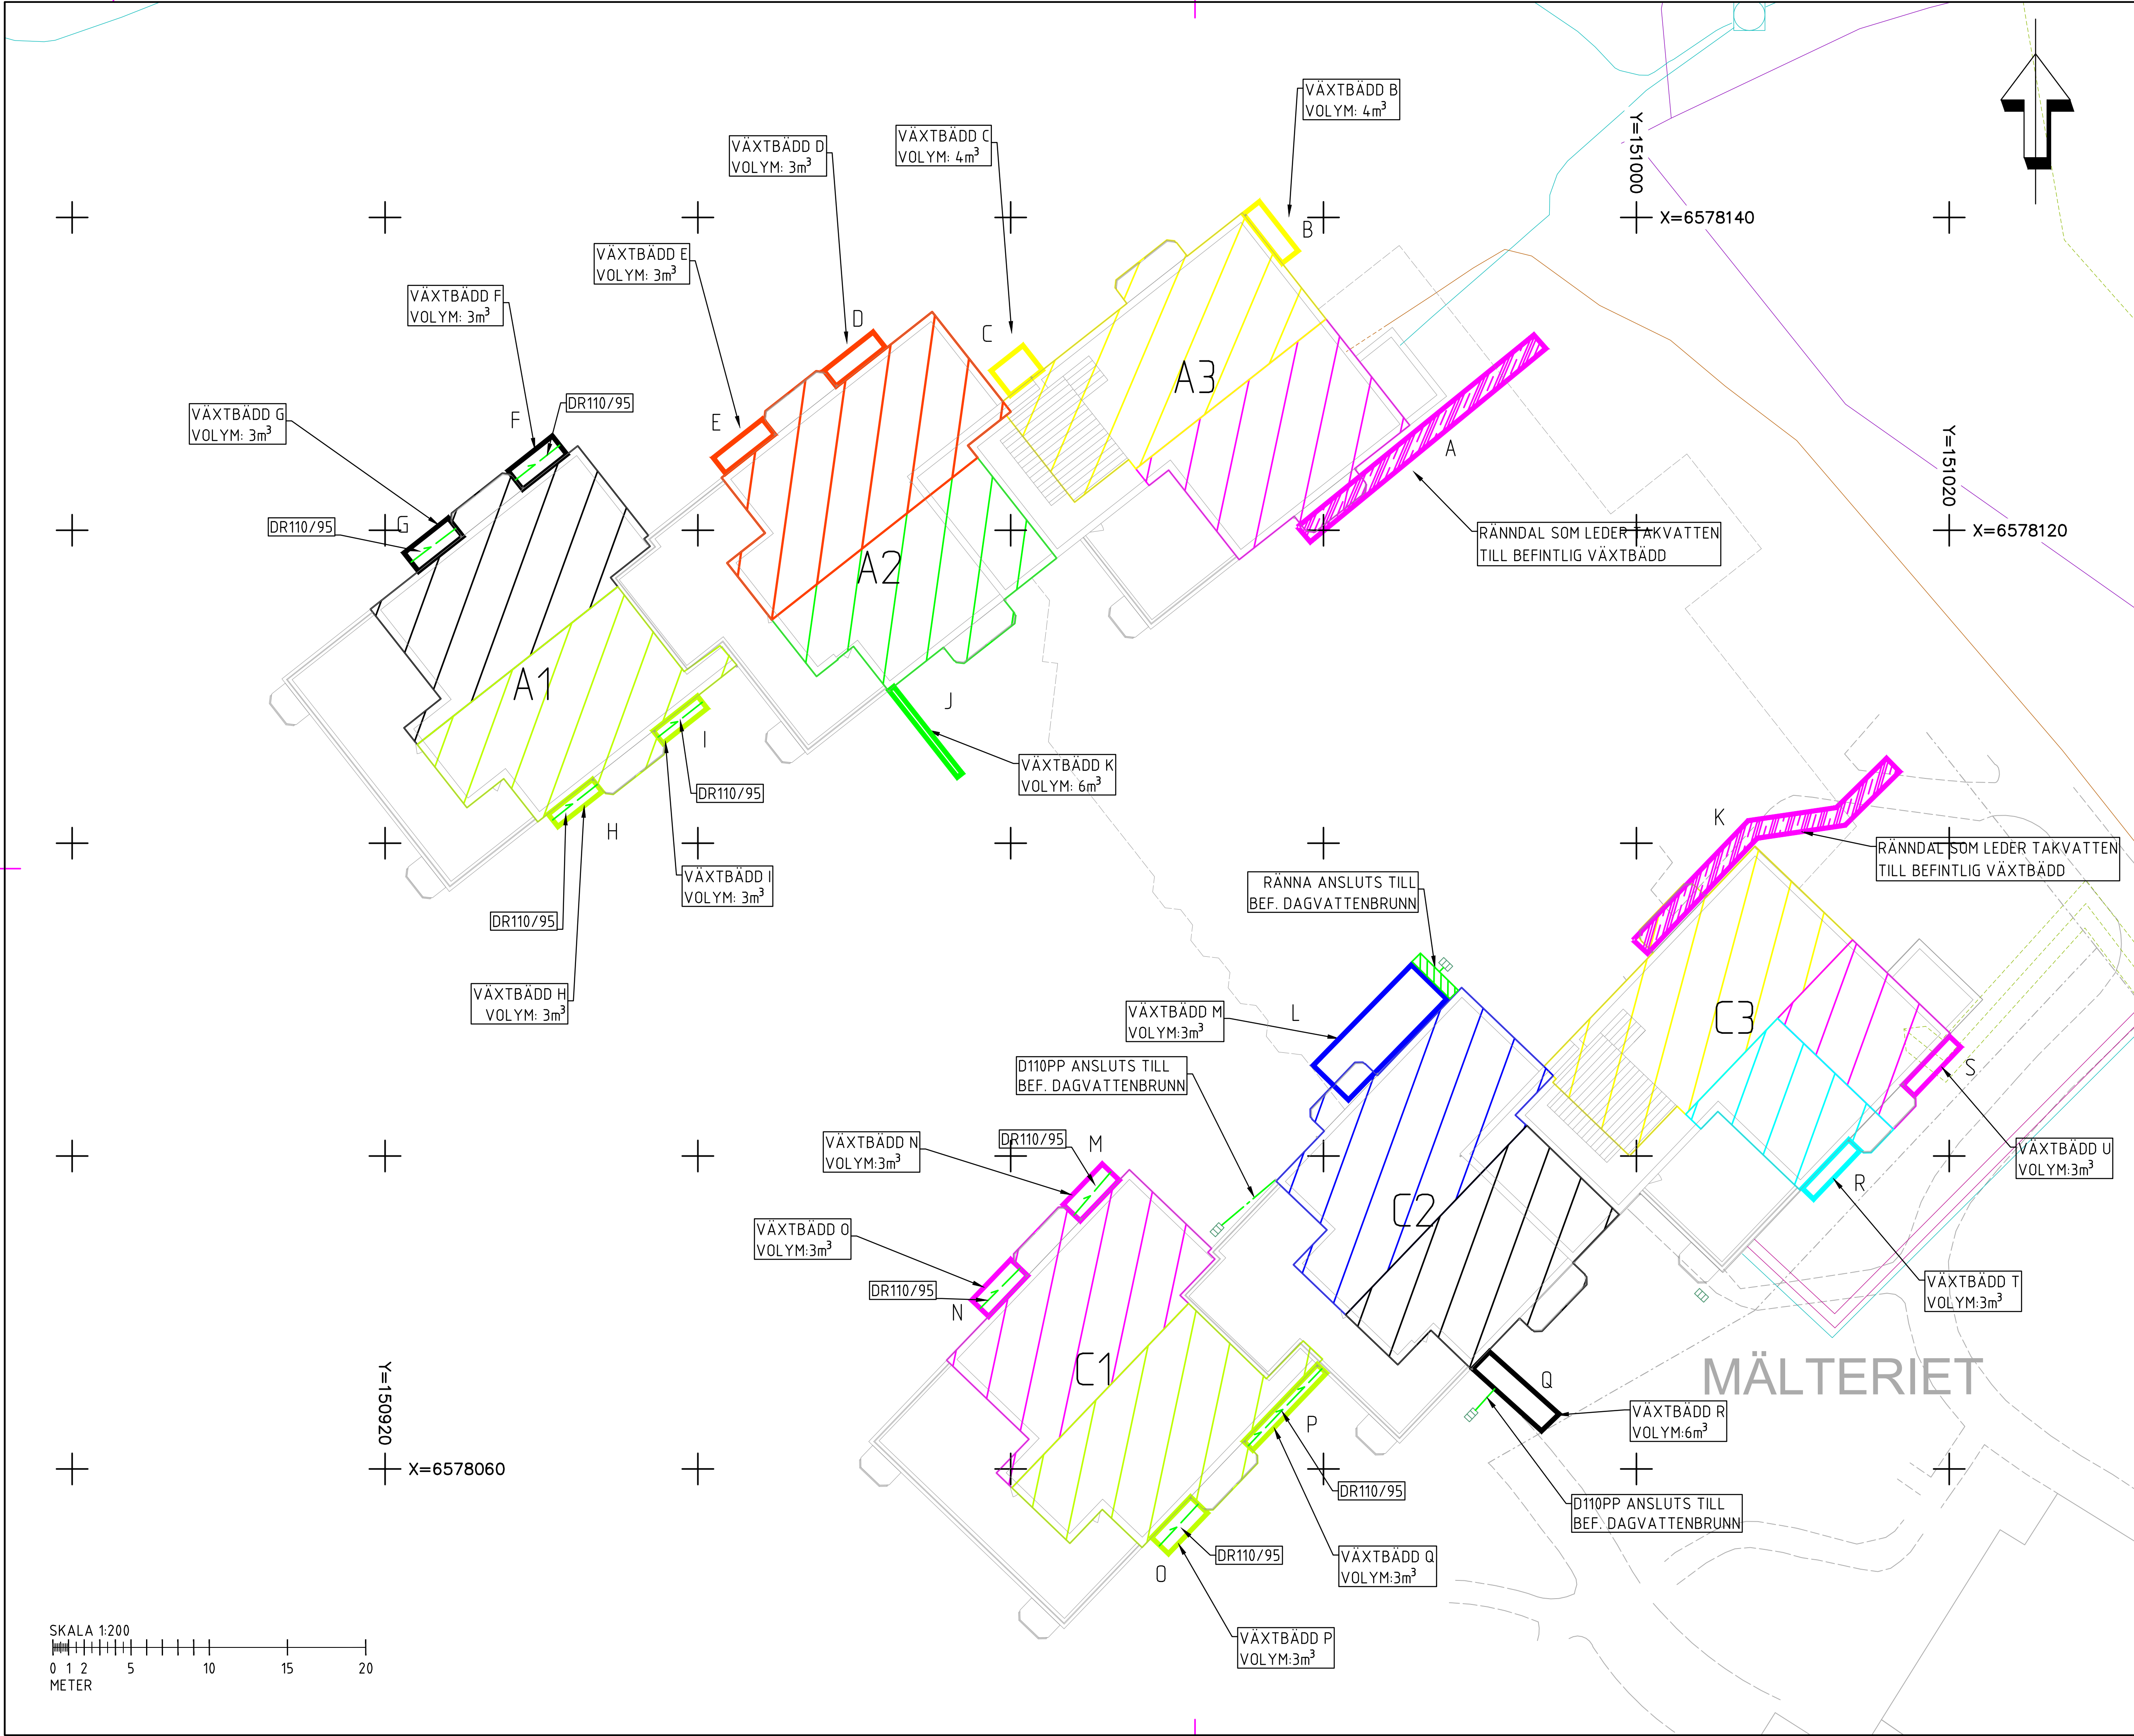 VÄXTBÄDD B
VOLYM: 4m³
VÄXTBÄDD C
VOLYM: 4m³
VÄXTBÄDD D
VOLYM: 3m³
Y=151000
X=6578140
B
VÄXTBÄDD E
VOLYM: 3m³
VÄXTBÄDD F
VOLYM: 3m³
D
C
A3
VÄXTBÄDD G
VOLYM: 3m³
F
DR110/95
E
A
Y=151020
G
DR110/95
RÄNNDAL SOM LEDER TAKVATTEN
TILL BEFINTLIG VÄXTBÄDD
X=6578120
A2
A1
J
I
VÄXTBÄDD K
VOLYM: 6m³
DR110/95
H
K
RÄNNDAL SOM LEDER TAKVATTEN
TILL BEFINTLIG VÄXTBÄDD
VÄXTBÄDD I
VOLYM: 3m³
RÄNNA ANSLUTS TILL
BEF. DAGVATTENBRUNN
DR110/95
VÄXTBÄDD H
VOLYM: 3m³
VÄXTBÄDD M
VOLYM:3m³
L
C3
D110PP ANSLUTS TILL
BEF. DAGVATTENBRUNN
S
VÄXTBÄDD N
VOLYM:3m³
DR110/95
M
VÄXTBÄDD U
VOLYM:3m³
R
C2
VÄXTBÄDD O
VOLYM:3m³
DR110/95
N
VÄXTBÄDD T
VOLYM:3m³
C1
MÄLTERIET
Q
Y=150920
P
VÄXTBÄDD R
VOLYM:6m³
X=6578060
DR110/95
D110PP ANSLUTS TILL
BEF. DAGVATTENBRUNN
DR110/95
O
VÄXTBÄDD Q
VOLYM:3m³
VÄXTBÄDD P
VOLYM:3m³
SKALA 1:200
0 1 2 5 10 15 20
METER